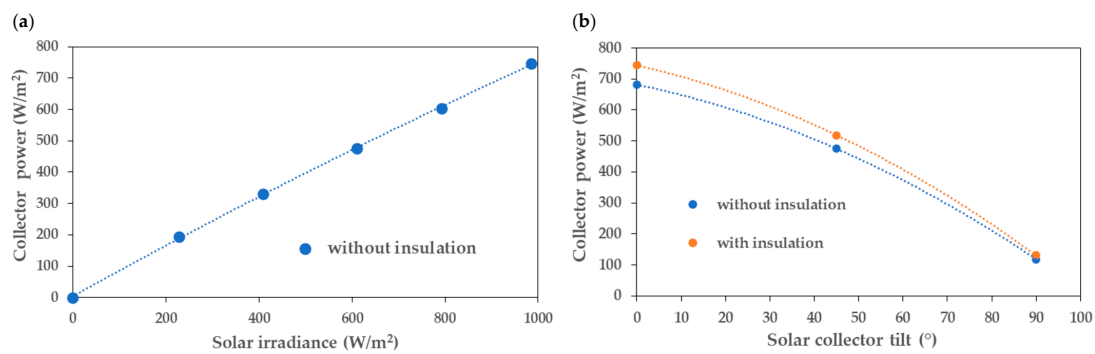 (a)
800
700
600
500
400
300
200
100
0
Collector power (W/m²)
0 200 400 600 800 1000
Solar irradiance (W/m²)
without insulation
(b)
800
700
600
500
400
300
200
100
0
Collector power (W/m²)
0 10 20 30 40 50 60 70 80 90 100
Solar collector tilt (°)
without insulation
with insulation